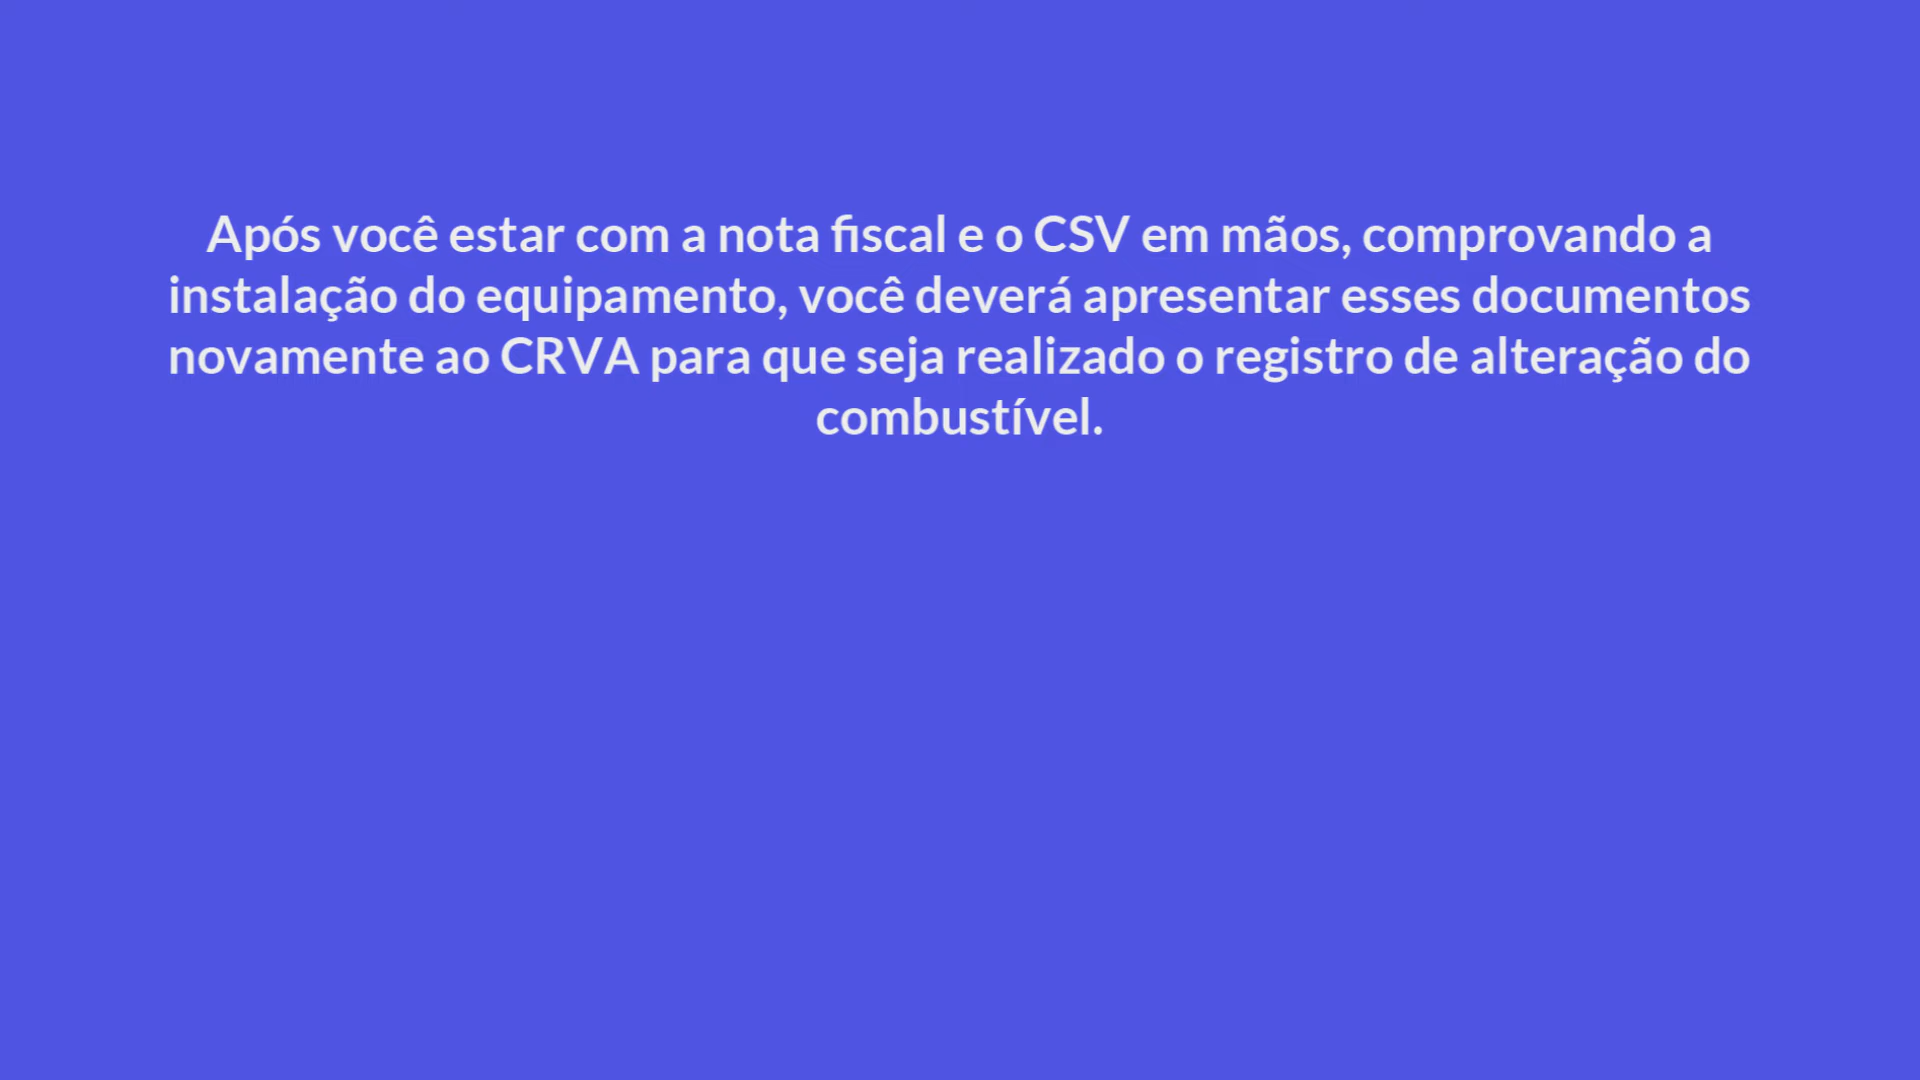 Após você estar com a nota fiscal e o CSV em mãos, comprovando a
instalação do equipamento, você deverá apresentar esses documentos
novamente ao CRVA para que seja realizado o registro de alteração do
combustível.